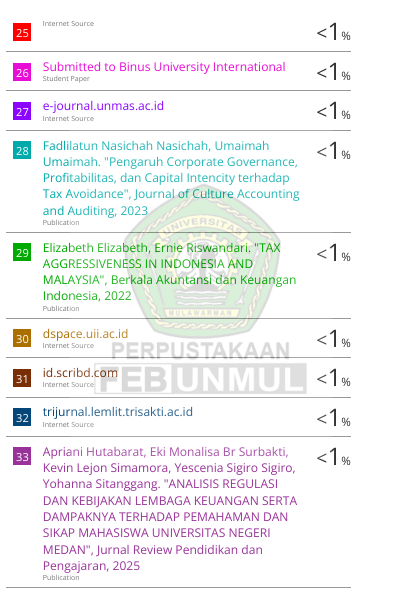 25
Internet Source
<1%
26
Submitted to Binus University International
Student Paper
<1%
27
e-journal.unmas.ac.id
Internet Source
<1%
28
Fadlilatun Nasichah Nasichah, Umaimah
Umaimah. "Pengaruh Corporate Governance,
Profitabilitas, dan Capital Intencity terhadap
Tax Avoidance", Journal of Culture Accounting
and Auditing, 2023
Publication
<1%
29
Elizabeth Elizabeth, Ernie Riswandari. "TAX
AGGRESSIVENESS IN INDONESIA AND
MALAYSIA", Berkala Akuntansi dan Keuangan
Indonesia, 2022
Publication
<1%
30
dspace.uii.ac.id
Internet Source
<1%
31
id.scribd.com
Internet Source
<1%
32
trijurnal.lemlit.trisakti.ac.id
Internet Source
<1%
33
Apriani Hutabarat, Eki Monalisa Br Surbakti,
Kevin Lejon Simamora, Yescenia Sigiro Sigiro,
Yohanna Sitanggang. "ANALISIS REGULASI
DAN KEBIJAKAN LEMBAGA KEUANGAN SERTA
DAMPAKNYA TERHADAP PEMAHAMAN DAN
SIKAP MAHASISWA UNIVERSITAS NEGERI
MEDAN", Jurnal Review Pendidikan dan
Pengajaran, 2025
Publication
<1%
UNIVERSITAS
MULAWARMAN
PERPUSTAKAAN
FEB UNMUL